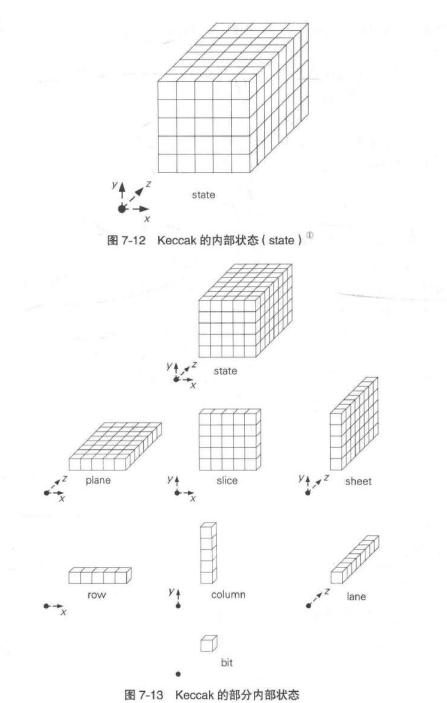 y
z
x
state
图 7-12 Keccak 的内部状态（state）①
y
z
x
state
z
x
plane
y
x
slice
y
z
sheet
x
row
y
column
z
lane
bit
图 7-13 Keccak 的部分内部状态